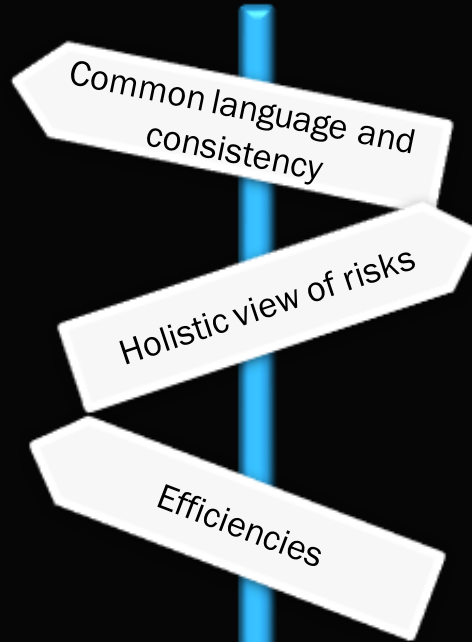 Common language and
consistency
Holistic view of risks
Efficiencies